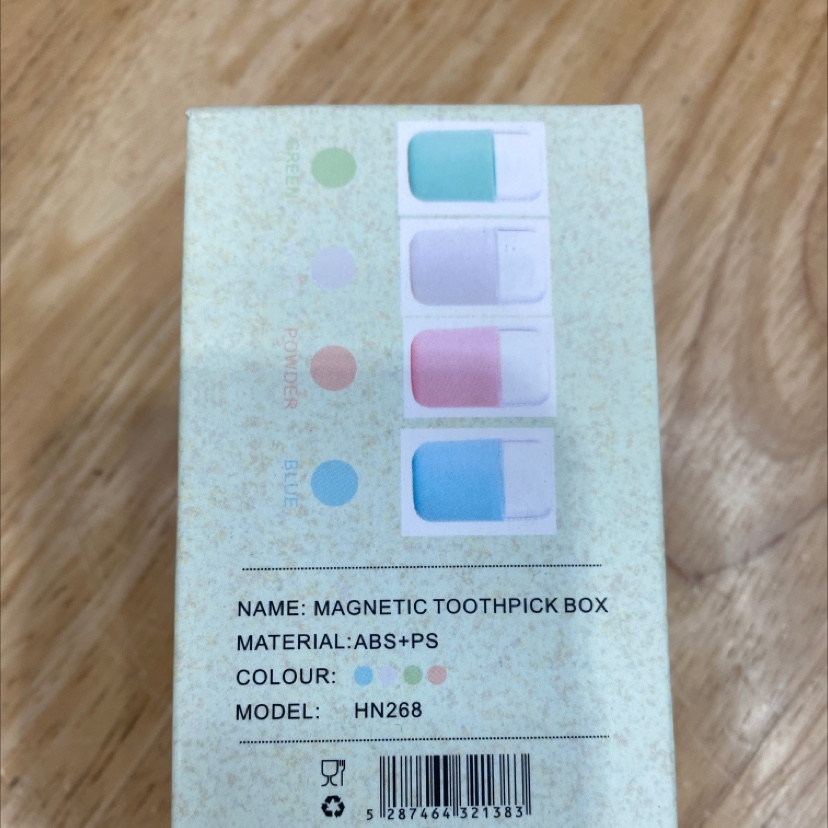 GREEN
POWDER
BLUE
NAME: MAGNETIC TOOTHPICK BOX
MATERIAL:ABS+PS
COLOUR:
MODEL: HN268
5 287464 321383